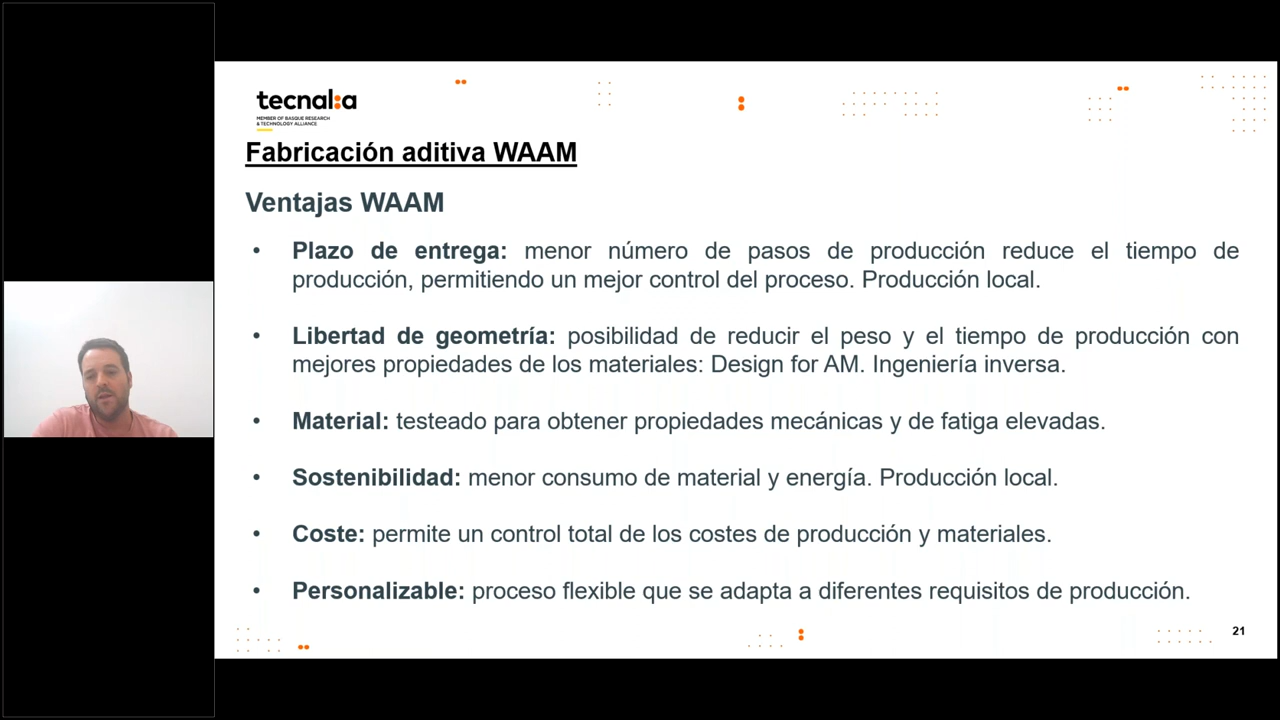 tecnalia
MEMBER OF BASQUE RESEARCH
& TECHNOLOGY ALLIANCE
Fabricación aditiva WAAM
Ventajas WAAM
• Plazo de entrega: menor número de pasos de producción reduce el tiempo de
producción, permitiendo un mejor control del proceso. Producción local.
• Libertad de geometría: posibilidad de reducir el peso y el tiempo de producción con
mejores propiedades de los materiales: Design for AM. Ingeniería inversa.
• Material: testeado para obtener propiedades mecánicas y de fatiga elevadas.
• Sostenibilidad: menor consumo de material y energía. Producción local.
• Coste: permite un control total de los costes de producción y materiales.
• Personalizable: proceso flexible que se adapta a diferentes requisitos de producción.
21